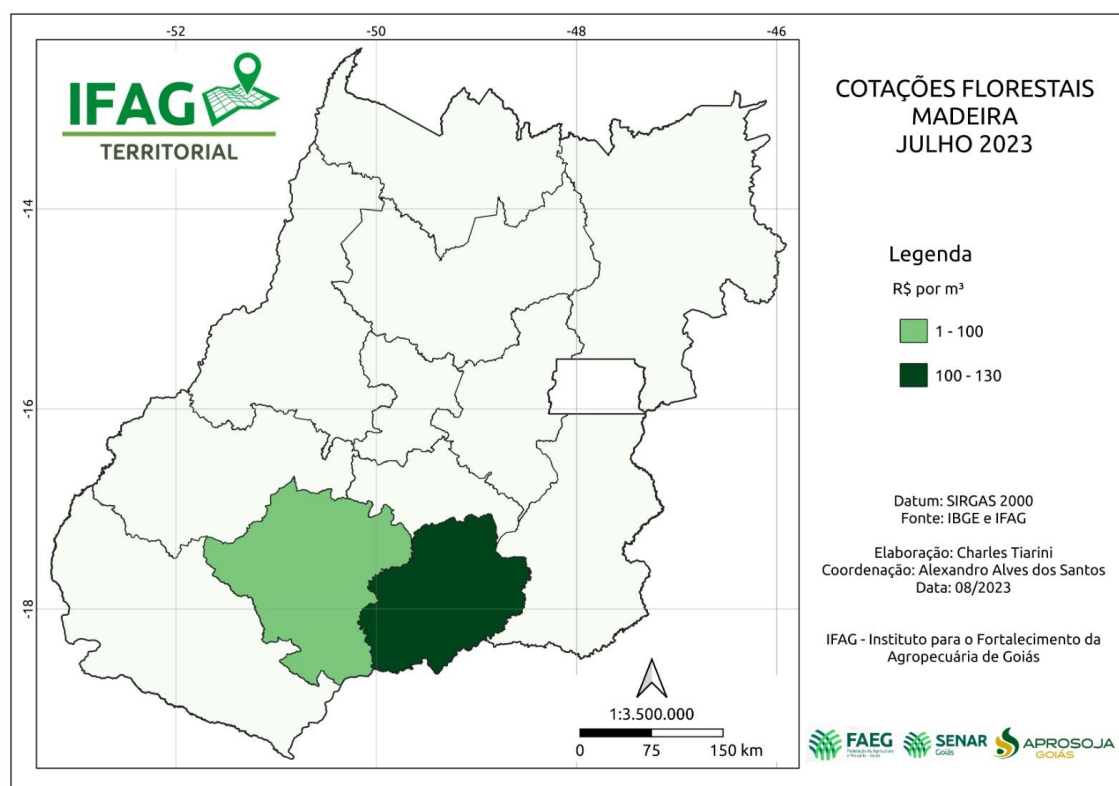 -52
-50
-48
-46
-14
-16
-18
IFAG
TERRITORIAL
COTAÇÕES FLORESTAIS
MADEIRA
JULHO 2023
Legenda
R$ por m³
1 - 100
100 - 130
Datum: SIRGAS 2000
Fonte: IBGE e IFAG
Elaboração: Charles Tiarini
Coordenação: Alexandro Alves dos Santos
Data: 08/2023
IFAG - Instituto para o Fortalecimento da
Agropecuária de Goiás
1:3.500.000
0 75 150 km
FAEG
SENAR
Goiás
APROSOJA
GOIÁS